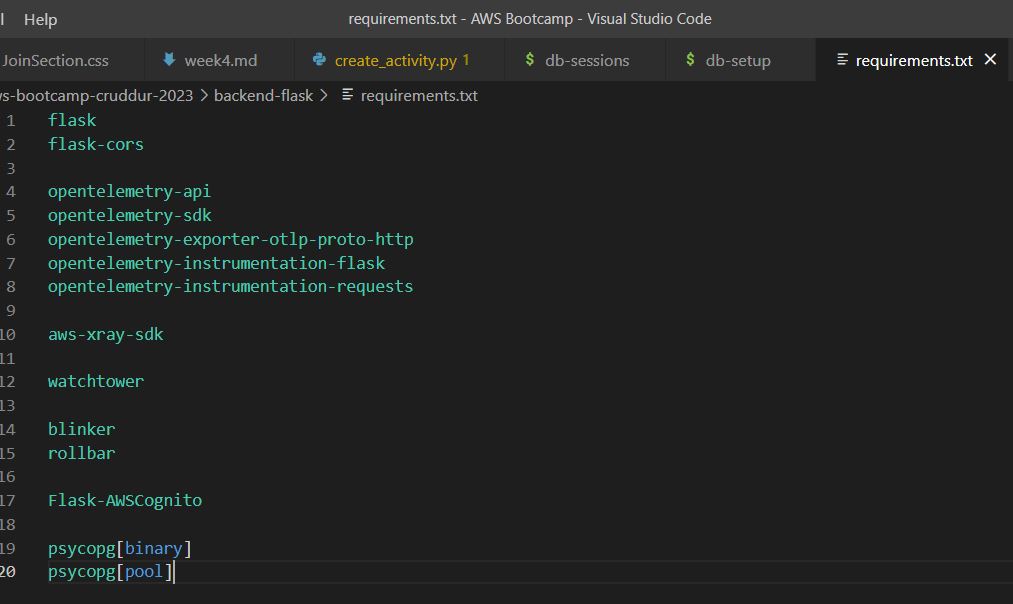 Help requirements.txt - AWS Bootcamp - Visual Studio Code
JoinSection.css week4.md create_activity.py 1 $ db-sessions $ db-setup requirements.txt
ws-bootcamp-cruddur-2023 > backend-flask > requirements.txt
1 flask
2 flask-cors
3
4 opentelemetry-api
5 opentelemetry-sdk
6 opentelemetry-exporter-otlp-proto-http
7 opentelemetry-instrumentation-flask
8 opentelemetry-instrumentation-requests
9
10 aws-xray-sdk
11
12 watchtower
13
14 blinker
15 rollbar
16
17 Flask-AWSCognito
18
19 psycopg[binary]
20 psycopg[pool]